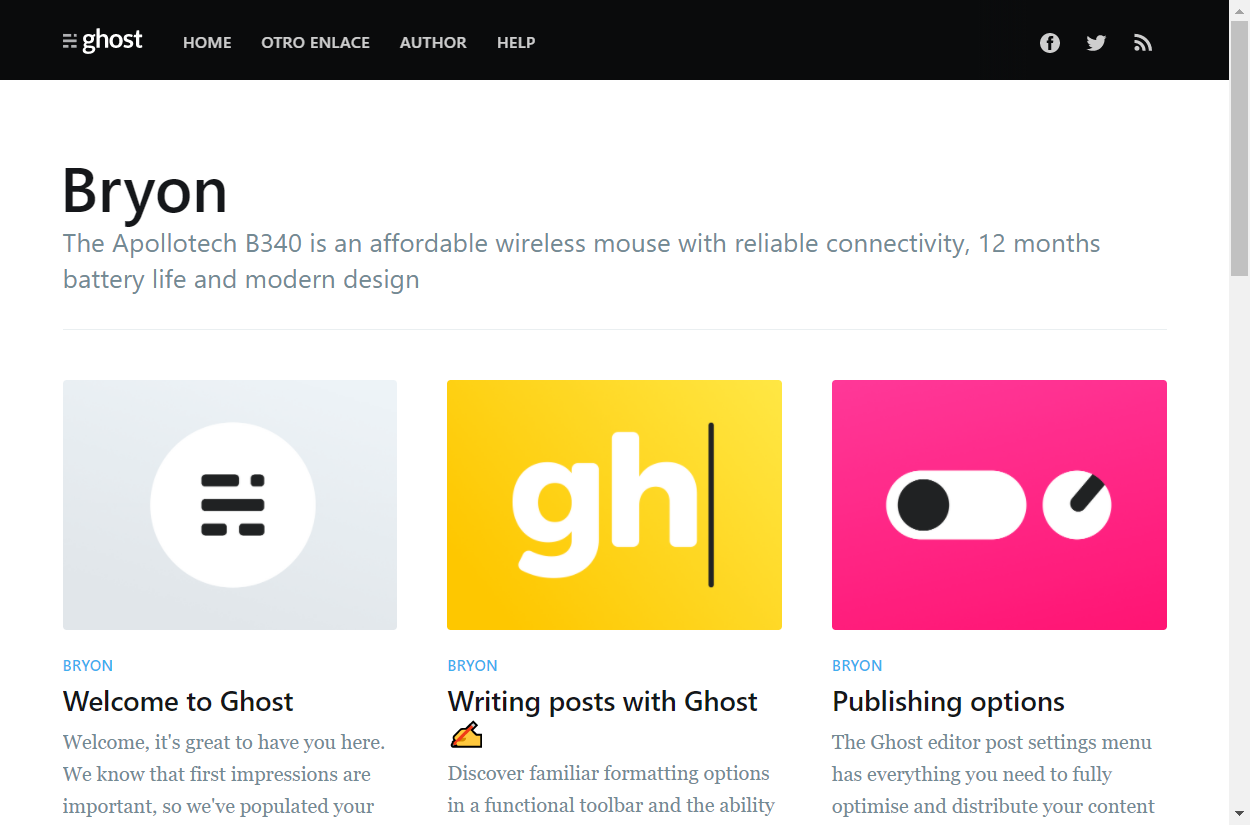 ghost HOME OTRO ENLACE AUTHOR HELP
Bryon
The Apollotech B340 is an affordable wireless mouse with reliable connectivity, 12 months
battery life and modern design
gh
BRYON
Welcome to Ghost
Welcome, it's great to have you here.
We know that first impressions are
important, so we've populated your
BRYON
Writing posts with Ghost
✍️
Discover familiar formatting options
in a functional toolbar and the ability
BRYON
Publishing options
The Ghost editor post settings menu
has everything you need to fully
optimise and distribute your content